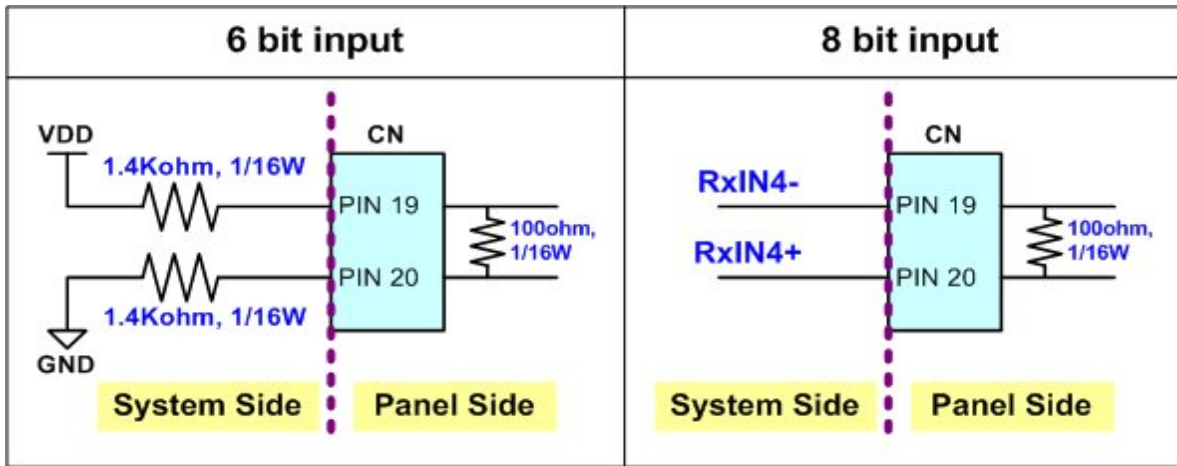 6 bit input
8 bit input
VDD
1.4Kohm, 1/16W
CN
PIN 19
100ohm,
1/16W
PIN 20
1.4Kohm, 1/16W
GND
System Side
Panel Side
CN
RxIN4-
PIN 19
100ohm,
1/16W
RxIN4+
PIN 20
System Side
Panel Side